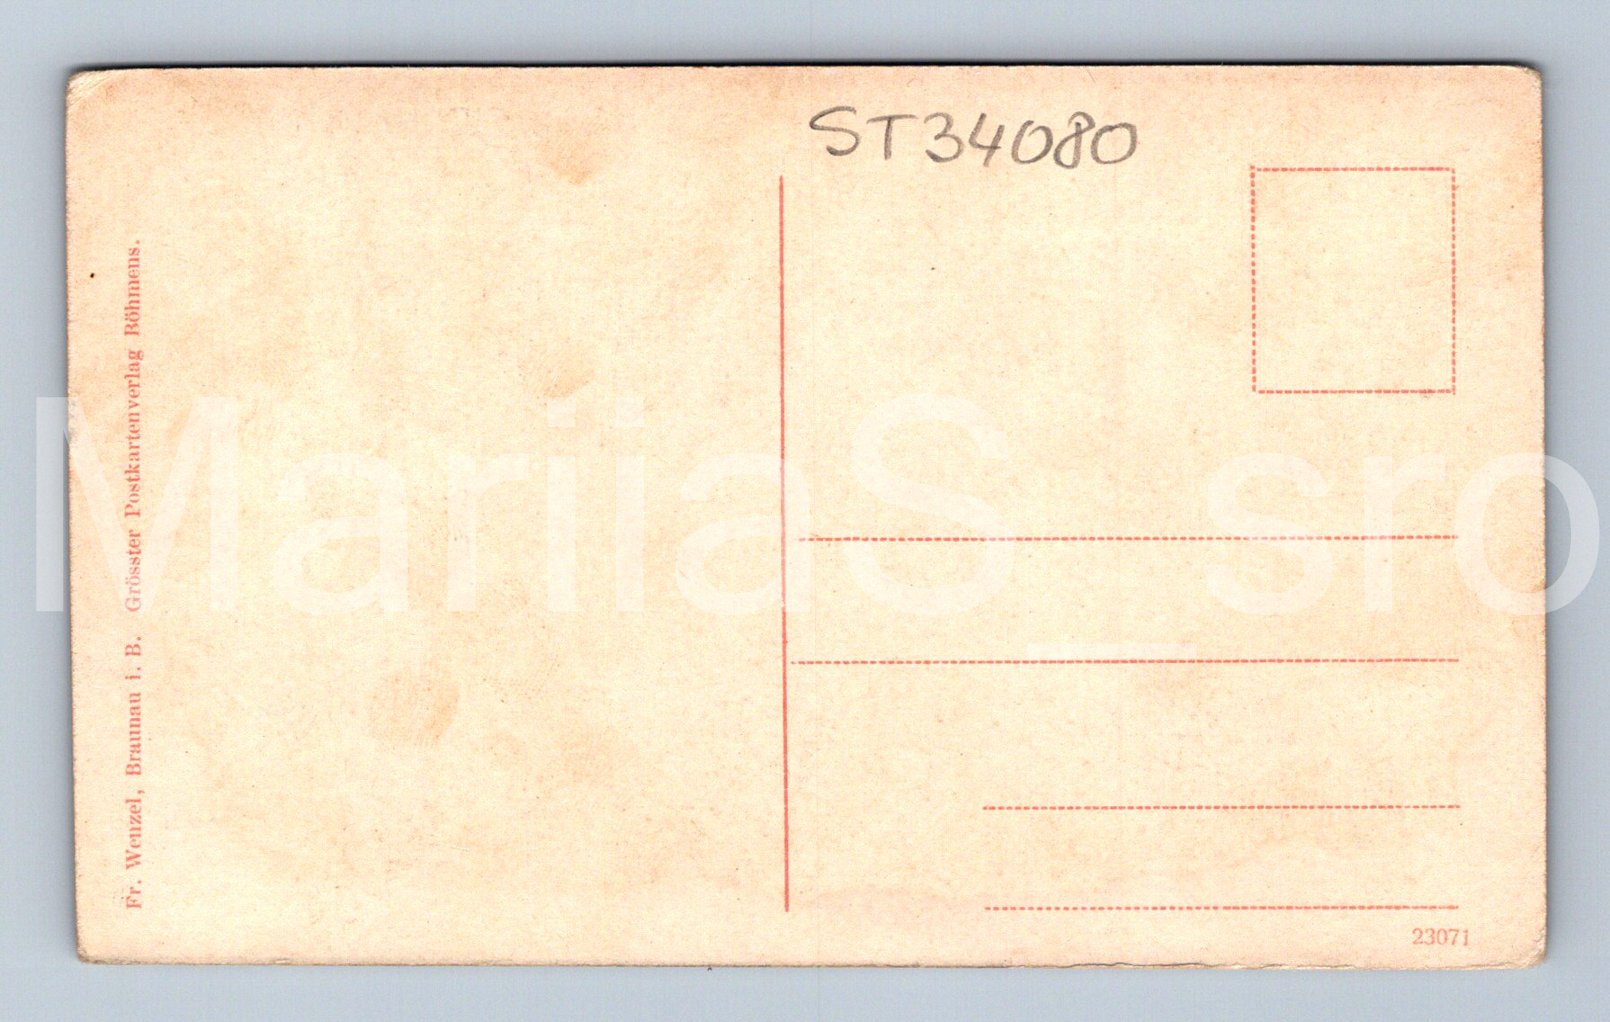 ST34080
Fr. Wenzel, Braunau i. B. Grösster Postkartenverlag Böhmens.
MariiaS_sro
23071